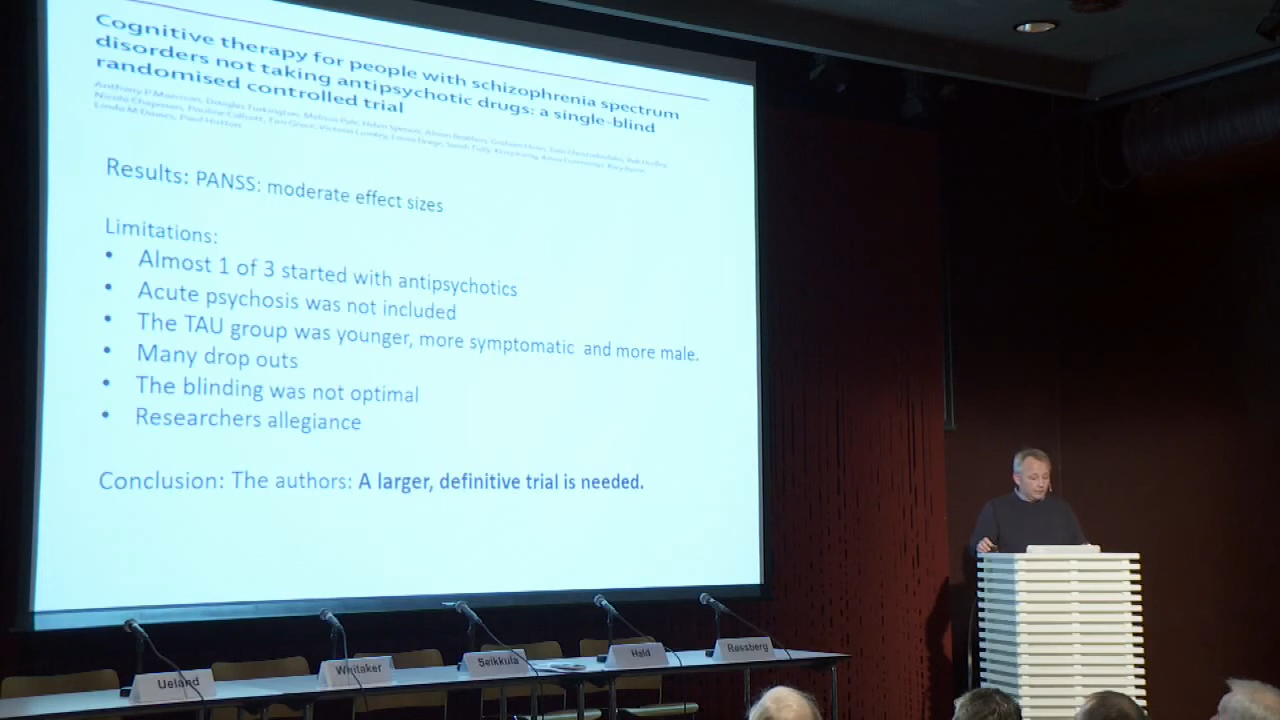 Cognitive therapy for people with schizophrenia spectrum
disorders not taking antipsychotic drugs: a single-blind
randomised controlled trial
Results: PANSS: moderate effect sizes
Limitations:
• Almost 1 of 3 started with antipsychotics
• Acute psychosis was not included
• The TAU group was younger, more symptomatic and more male.
• Many drop outs
• The blinding was not optimal
• Researchers allegiance
Conclusion: The authors: A larger, definitive trial is needed.
Ueland
Whitaker
Seikkula
Hald
Røssberg